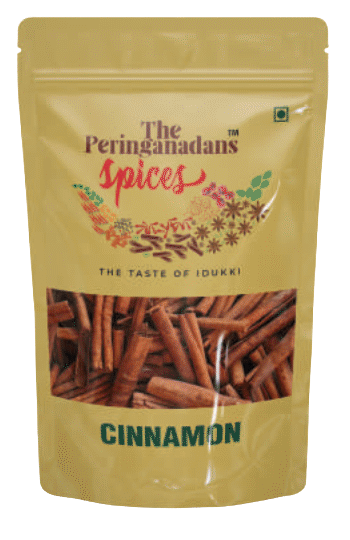 The
Peringanadans™
Spices
THE TASTE OF IDUKKI
CINNAMON